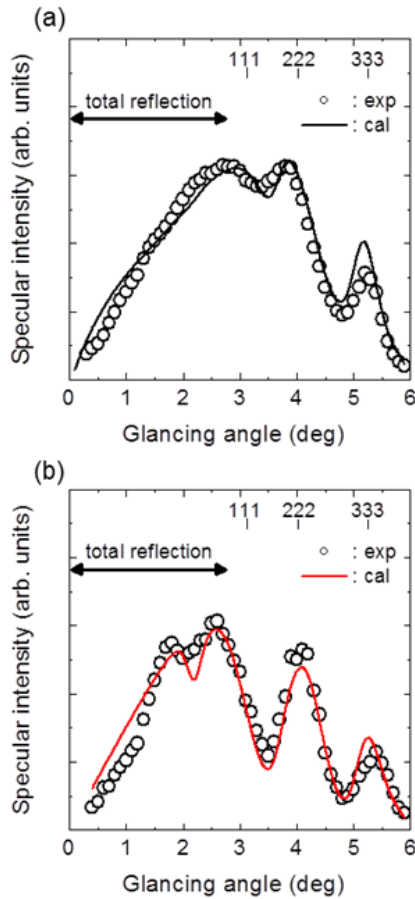 (a)
111 222 333
total reflection
: exp
: cal
Specular intensity (arb. units)
0 1 2 3 4 5 6
Glancing angle (deg)
(b)
111 222 333
total reflection
: exp
: cal
Specular intensity (arb. units)
0 1 2 3 4 5 6
Glancing angle (deg)